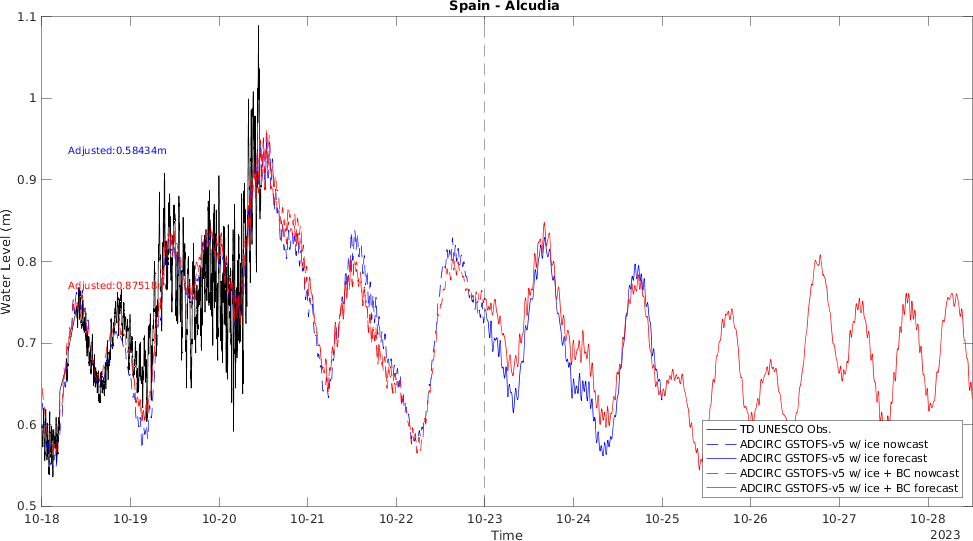 Spain - Alcudia
Water Level (m)
1.1
1
0.9
0.8
0.7
0.6
0.5
Adjusted:0.58434m
Adjusted:0.87518m
TD UNESCO Obs.
ADCIRC GSTOFS-v5 w/ ice nowcast
ADCIRC GSTOFS-v5 w/ ice forecast
ADCIRC GSTOFS-v5 w/ ice + BC nowcast
ADCIRC GSTOFS-v5 w/ ice + BC forecast
10-18 10-19 10-20 10-21 10-22 10-23 10-24 10-25 10-26 10-27 10-28
Time
2023